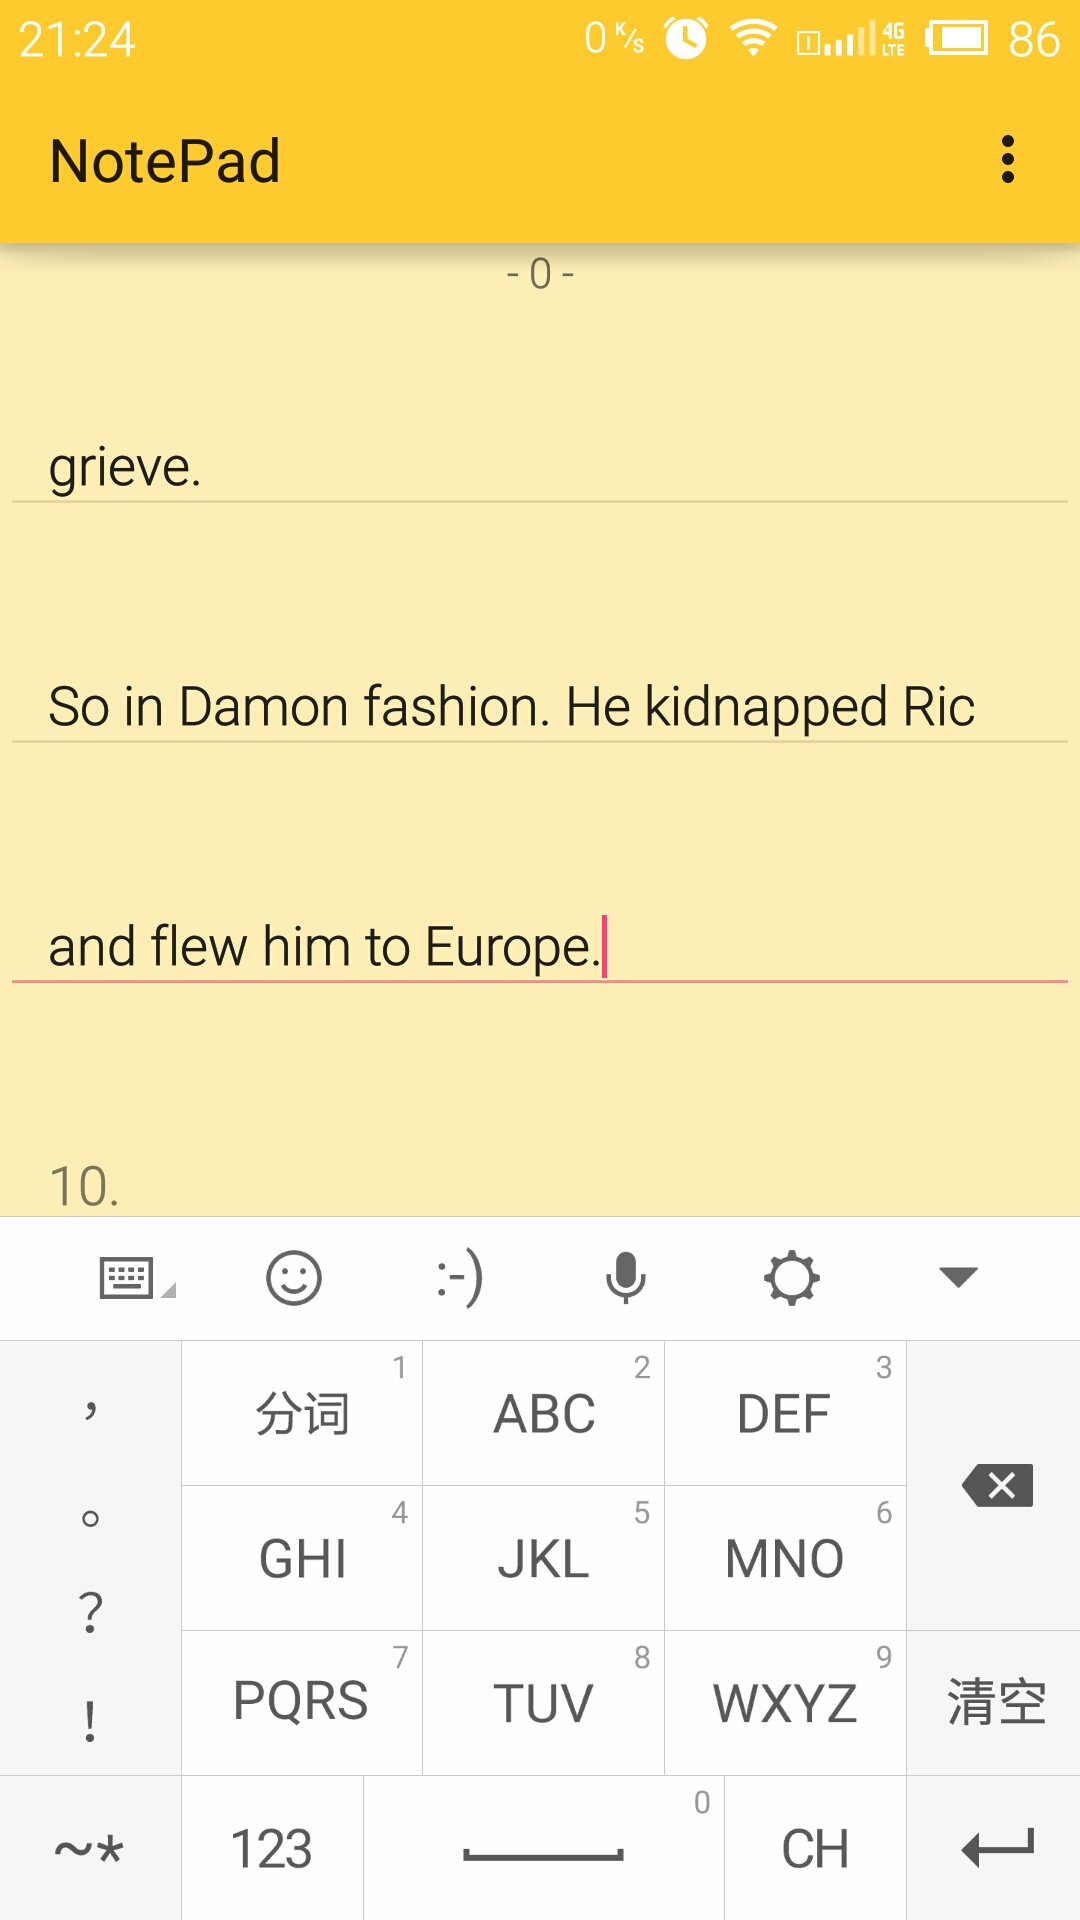 21:24 0 K/s 4G LTE 86
NotePad
- 0 -
grieve.
So in Damon fashion. He kidnapped Ric
and flew him to Europe.
10.
:-)
, 分词 1 ABC 2 DEF 3
。 GHI 4 JKL 5 MNO 6
? PQRS 7 TUV 8 WXYZ 9 清空
!
~* 123 0 CH